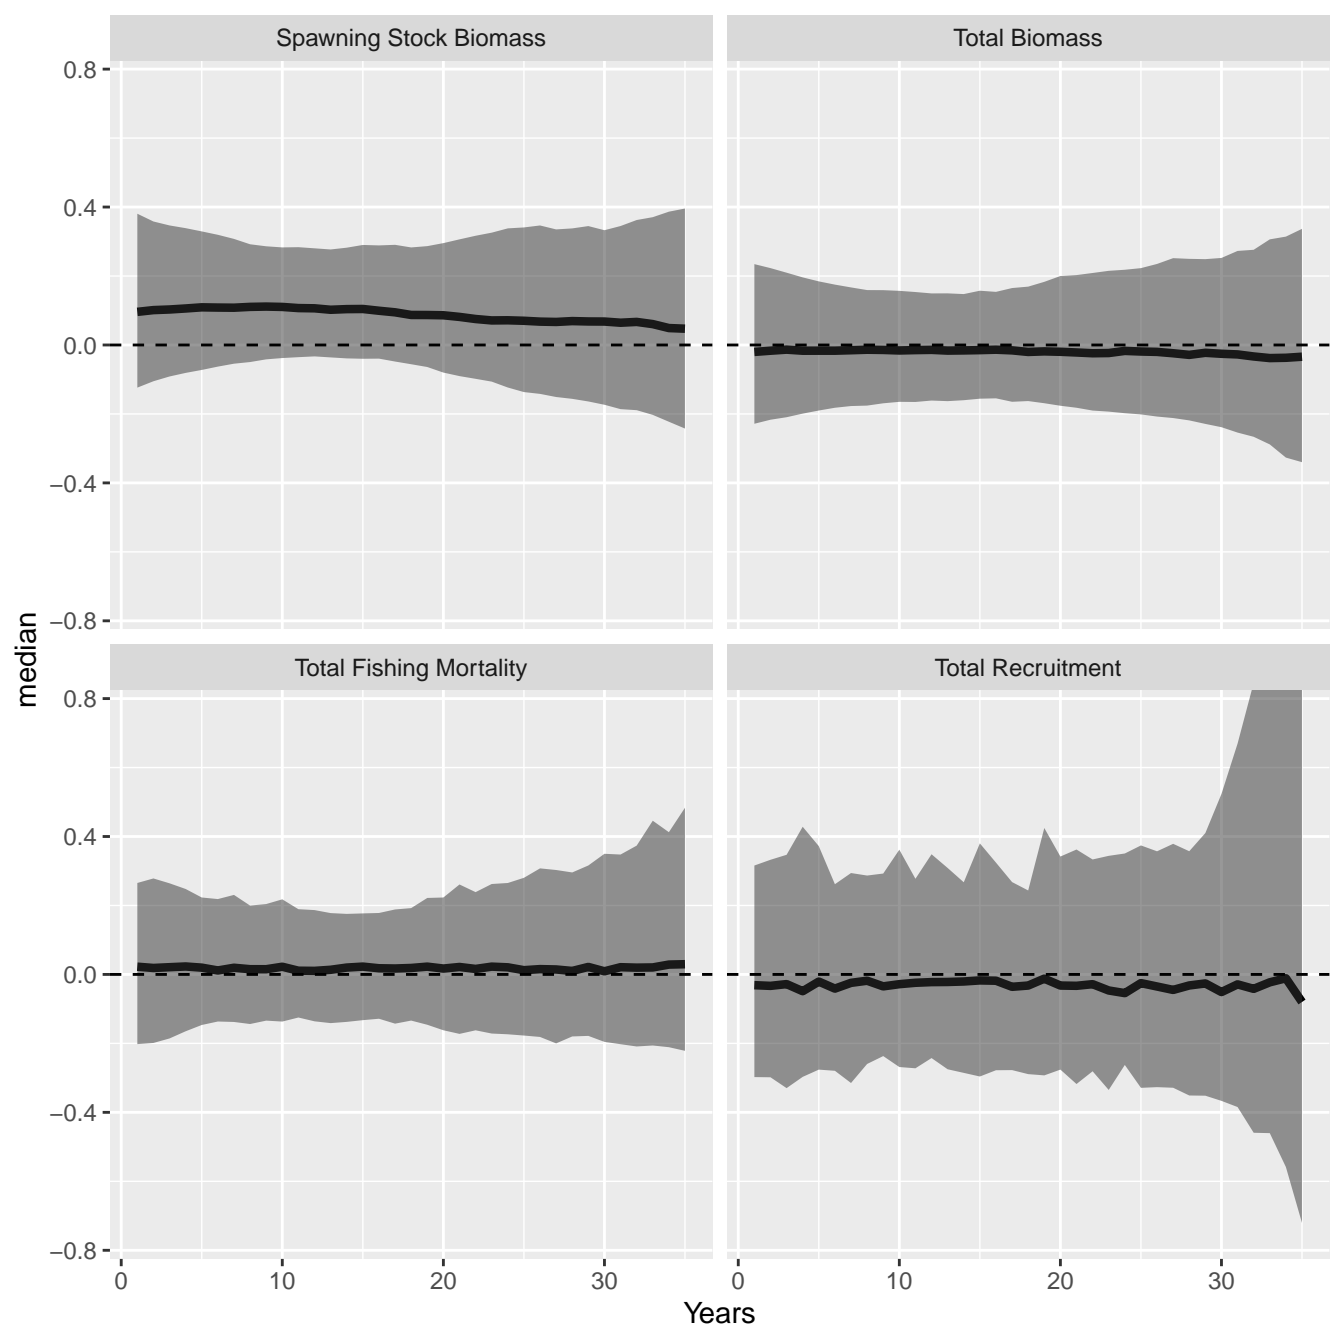 Spawning Stock Biomass
Total Biomass
0.8
0.4
0.0
−0.4
−0.8
median
Total Fishing Mortality
Total Recruitment
0.8
0.4
0.0
−0.4
−0.8
0 10 20 30
0 10 20 30
Years